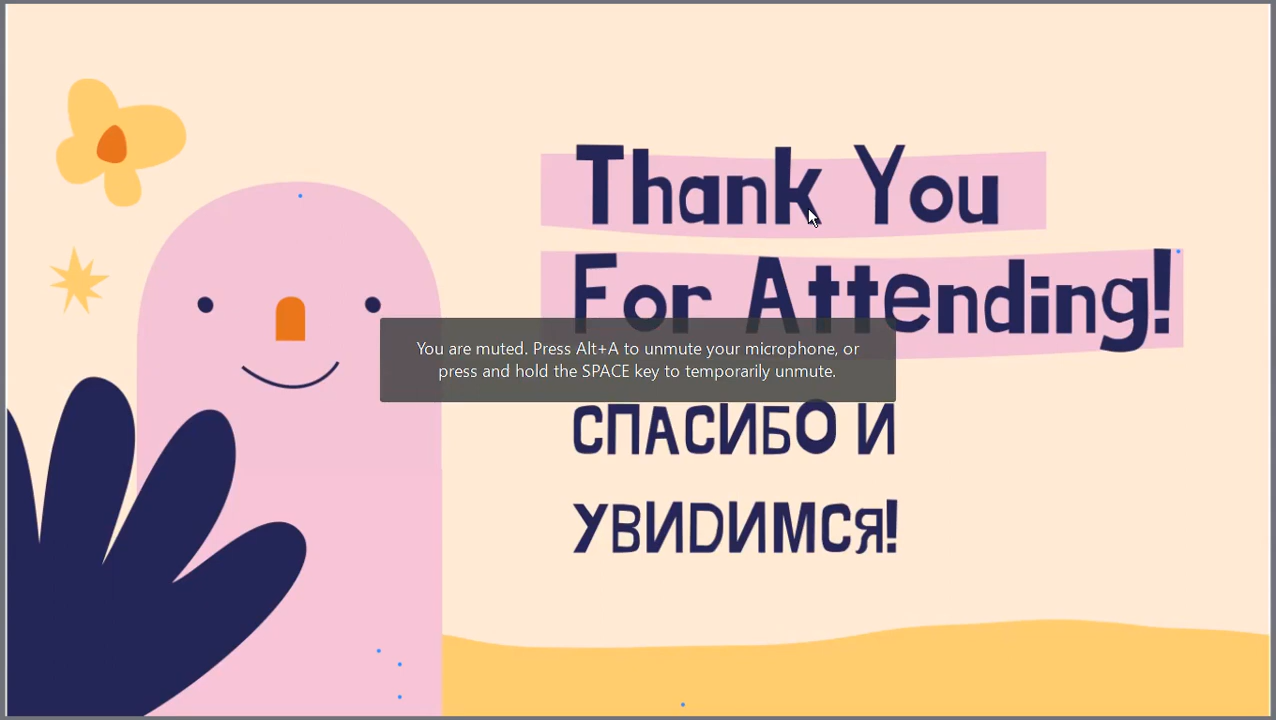 Thank You
For Attending!
You are muted. Press Alt+A to unmute your microphone, or
press and hold the SPACE key to temporarily unmute.
СПАСИБО И
УВИDИМСЯ!